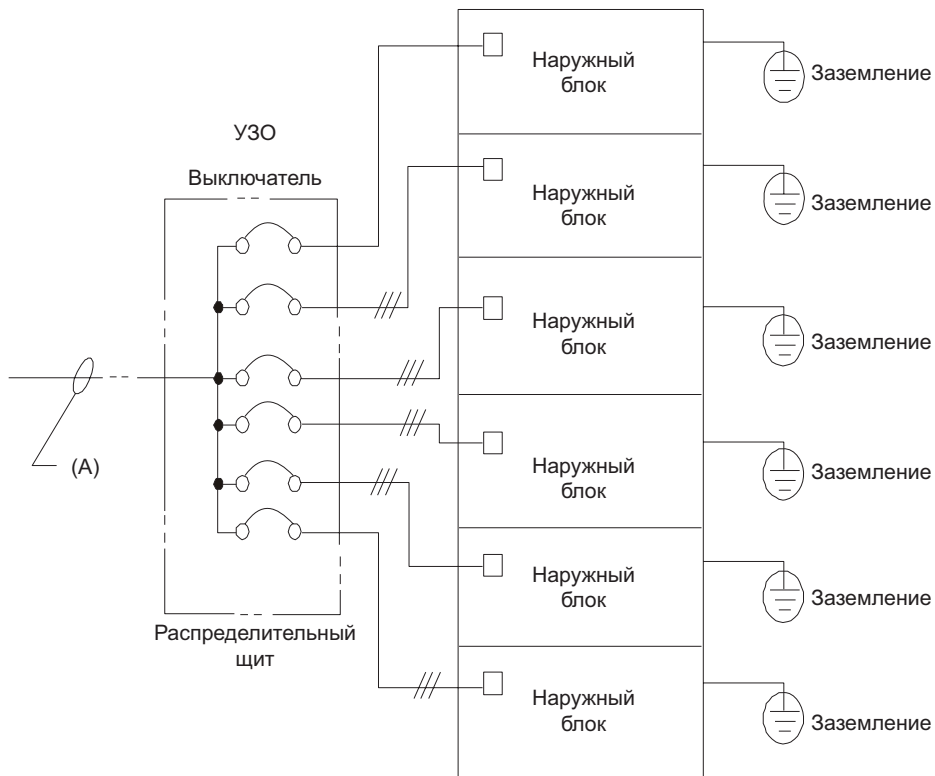 УЗО
Выключатель
(A)
Распределительный
щит
Наружный
блок
Заземление
Наружный
блок
Заземление
Наружный
блок
Заземление
Наружный
блок
Заземление
Наружный
блок
Заземление
Наружный
блок
Заземление